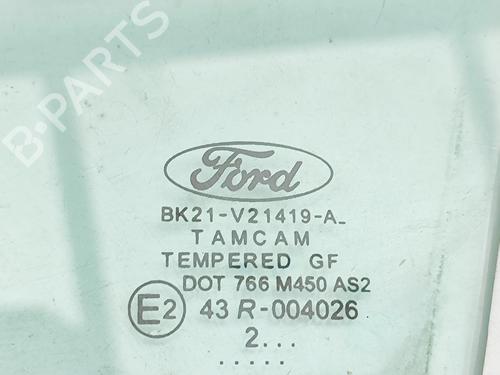 B-PARTS
Ford
BK21-V21419-A_
TAMCAM
TEMPERED GF
DOT 766 M450 AS2
E2 43 R-004026
2...
.....